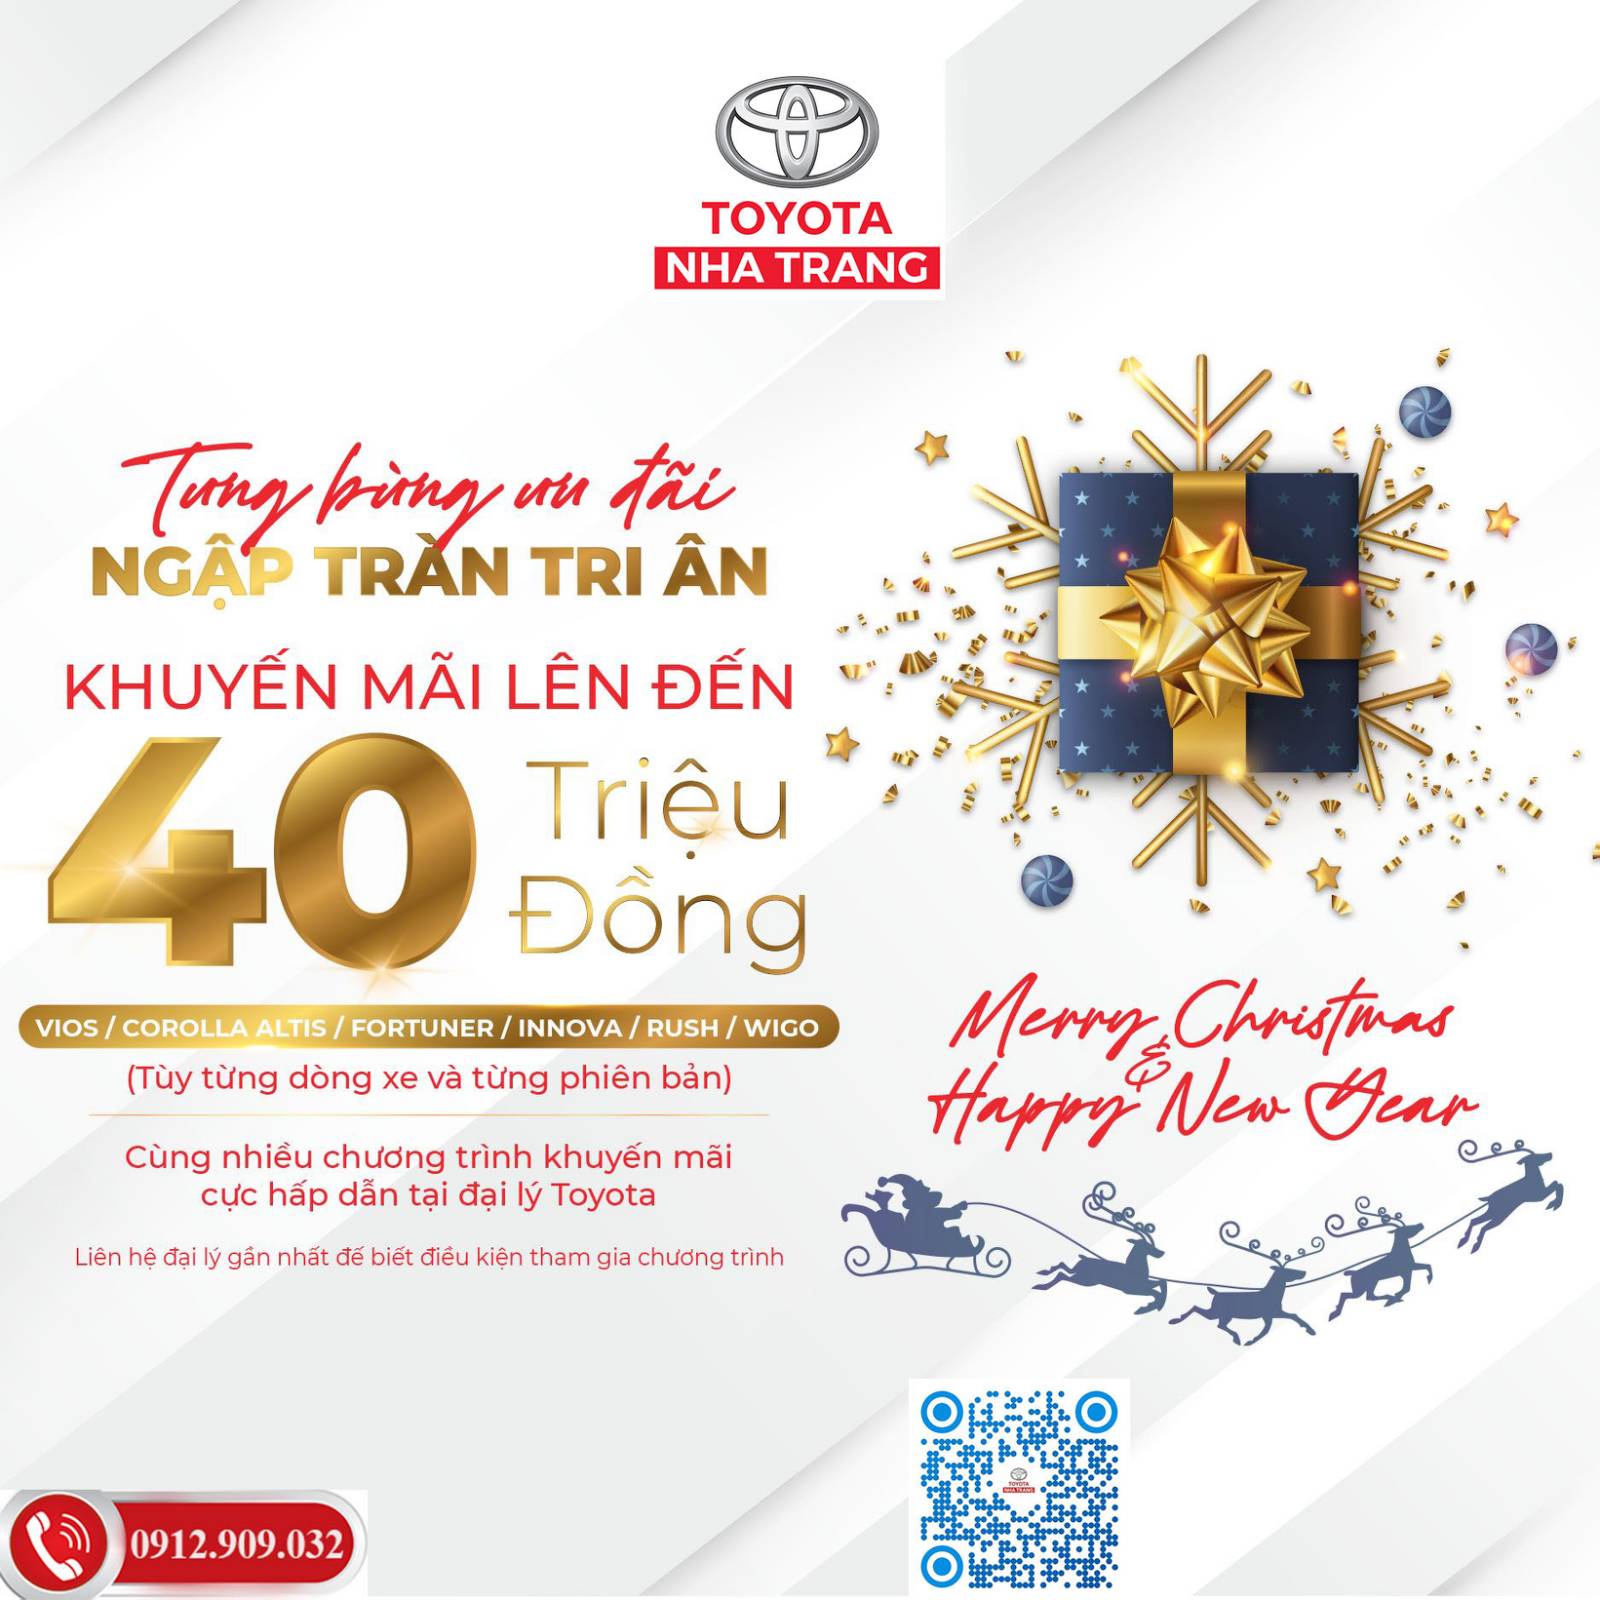 TOYOTA
NHA TRANG
Tưng bừng ưu đãi
NGẬP TRÀN TRI ÂN
KHUYẾN MÃI LÊN ĐẾN
40 Triệu
Đồng
VIOS / COROLLA ALTIS / FORTUNER / INNOVA / RUSH / WIGO
(Tùy từng dòng xe và từng phiên bản)
Cùng nhiều chương trình khuyến mãi
cực hấp dẫn tại đại lý Toyota
Liên hệ đại lý gần nhất để biết điều kiện tham gia chương trình
Merry Christmas
&
Happy New Year
TOYOTA
NHA TRANG
0912.909.032